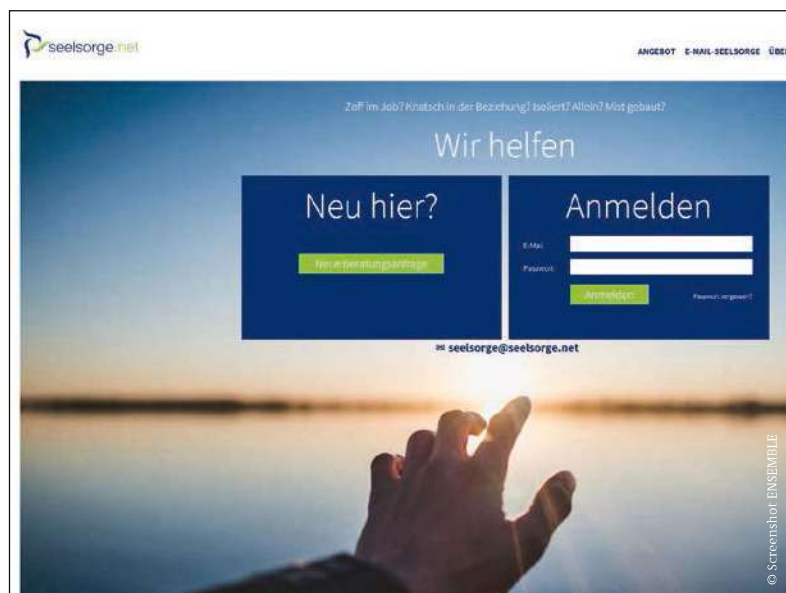 seelsorge.net
ANGEBOT E-MAIL-SEELSORGE ÜBE
Zoff im Job? Knatsch in der Beziehung? Isoliert? Allein? Mist gebaut?
Wir helfen
Neu hier?
Neue Beratungsanfrage
Anmelden
E-Mail:
Passwort:
Anmelden
Passwort vergessen?
✉ seelsorge@seelsorge.net
© Screenshot ENSEMBLE